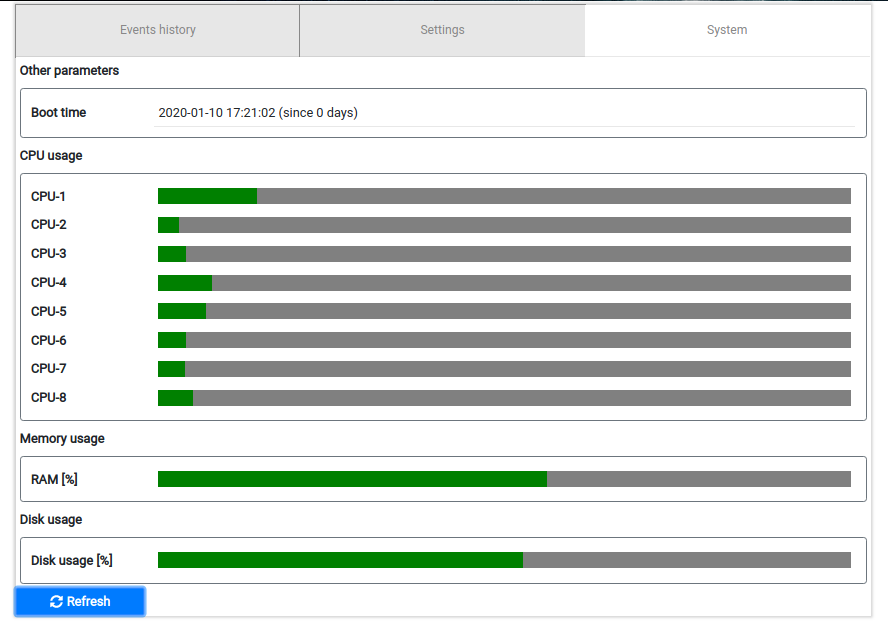 Events history
Settings
System
Other parameters
Boot time 2020-01-10 17:21:02 (since 0 days)
CPU usage
CPU-1
CPU-2
CPU-3
CPU-4
CPU-5
CPU-6
CPU-7
CPU-8
Memory usage
RAM [%]
Disk usage
Disk usage [%]
Refresh